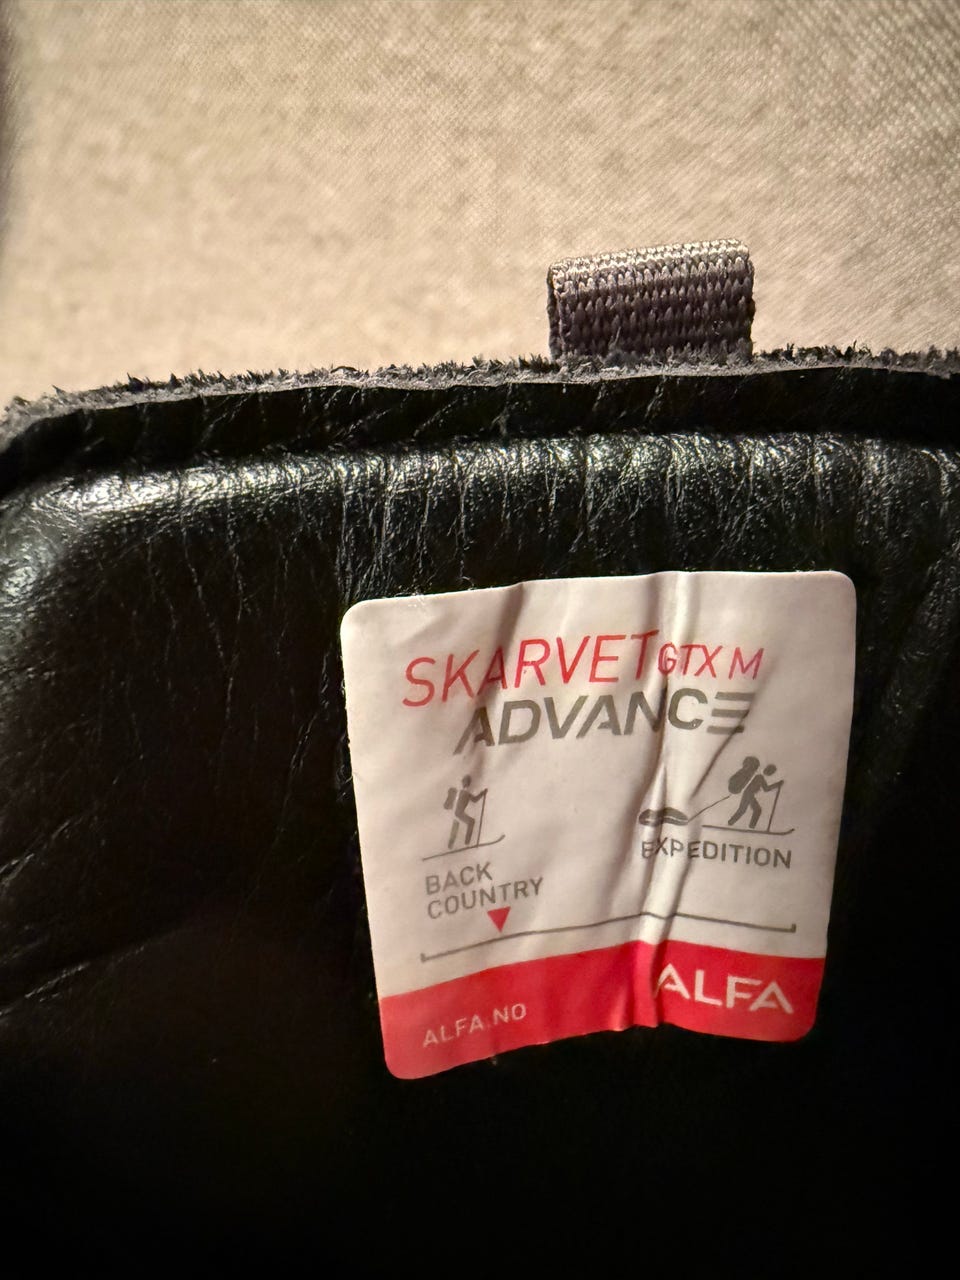 SKARVET GTX M
ADVANCE
BACK
COUNTRY
EXPEDITION
ALFA.NO
ALFA